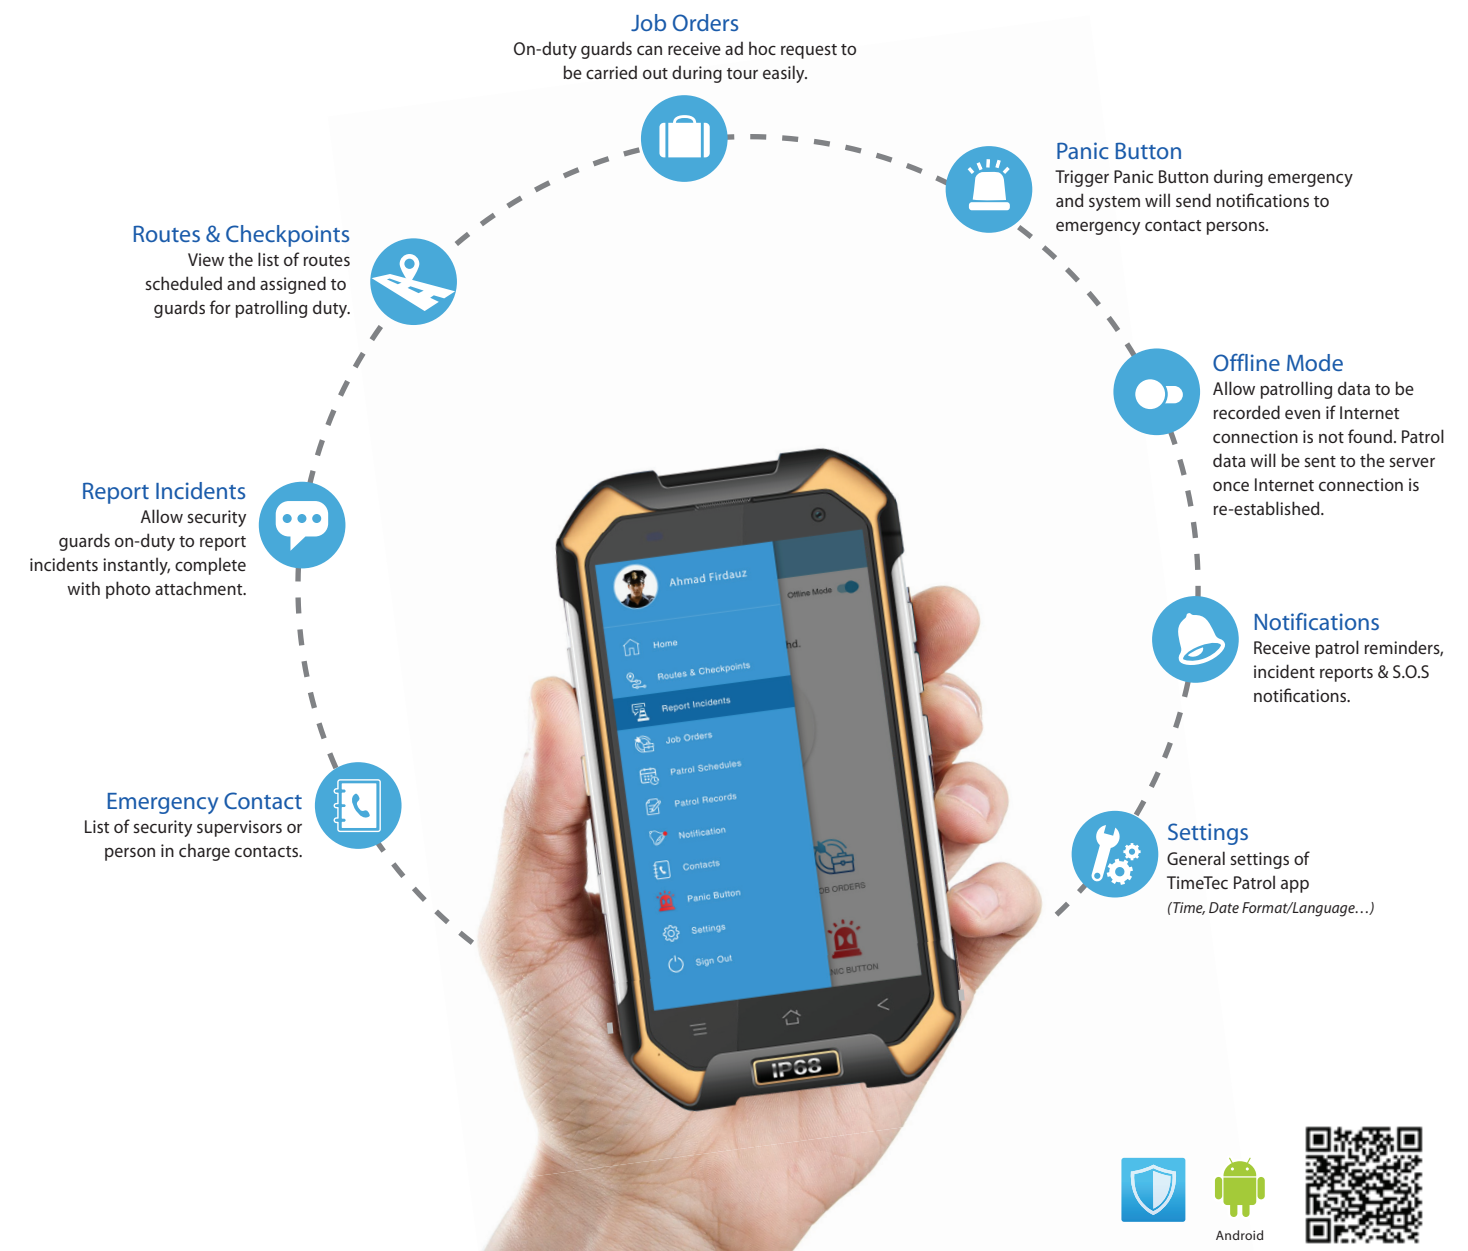 Job Orders
On-duty guards can receive ad hoc request to
be carried out during tour easily.
Panic Button
Trigger Panic Button during emergency
and system will send notifications to
emergency contact persons.
Routes & Checkpoints
View the list of routes
scheduled and assigned to
guards for patrolling duty.
Offline Mode
Allow patrolling data to be
recorded even if Internet
connection is not found. Patrol
data will be sent to the server
once Internet connection is
re-established.
Report Incidents
Allow security
guards on-duty to report
incidents instantly, complete
with photo attachment.
Notifications
Receive patrol reminders,
incident reports & S.O.S
notifications.
Emergency Contact
List of security supervisors or
person in charge contacts.
Settings
General settings of
TimeTec Patrol app
(Time, Date Format/Language...)
Ahmad Firdauz
Offline Mode
hd.
Home
Routes & Checkpoints
Report Incidents
Job Orders
Patrol Schedules
Patrol Records
Notification
Contacts
Panic Button
Settings
Sign Out
OB ORDERS
NIC BUTTON
IP68
Android